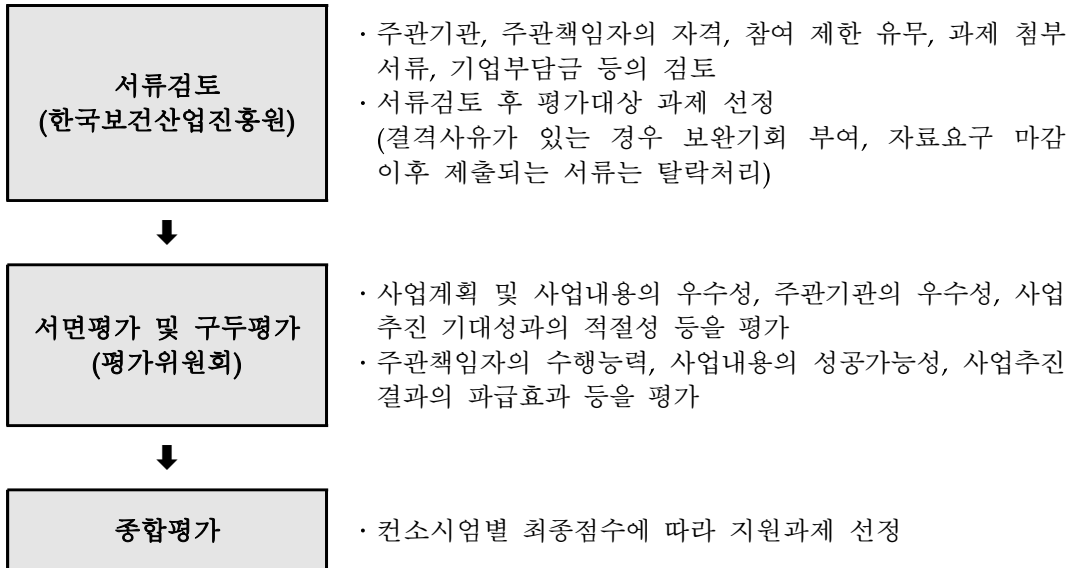 서류검토
(한국보건산업진흥원)
· 주관기관, 주관책임자의 자격, 참여 제한 유무, 과제 첨부
서류, 기업부담금 등의 검토
· 서류검토 후 평가대상 과제 선정
(결격사유가 있는 경우 보완기회 부여, 자료요구 마감
이후 제출되는 서류는 탈락처리)
서면평가 및 구두평가
(평가위원회)
· 사업계획 및 사업내용의 우수성, 주관기관의 우수성, 사업
추진 기대성과의 적절성 등을 평가
· 주관책임자의 수행능력, 사업내용의 성공가능성, 사업추진
결과의 파급효과 등을 평가
종합평가
· 컨소시엄별 최종점수에 따라 지원과제 선정